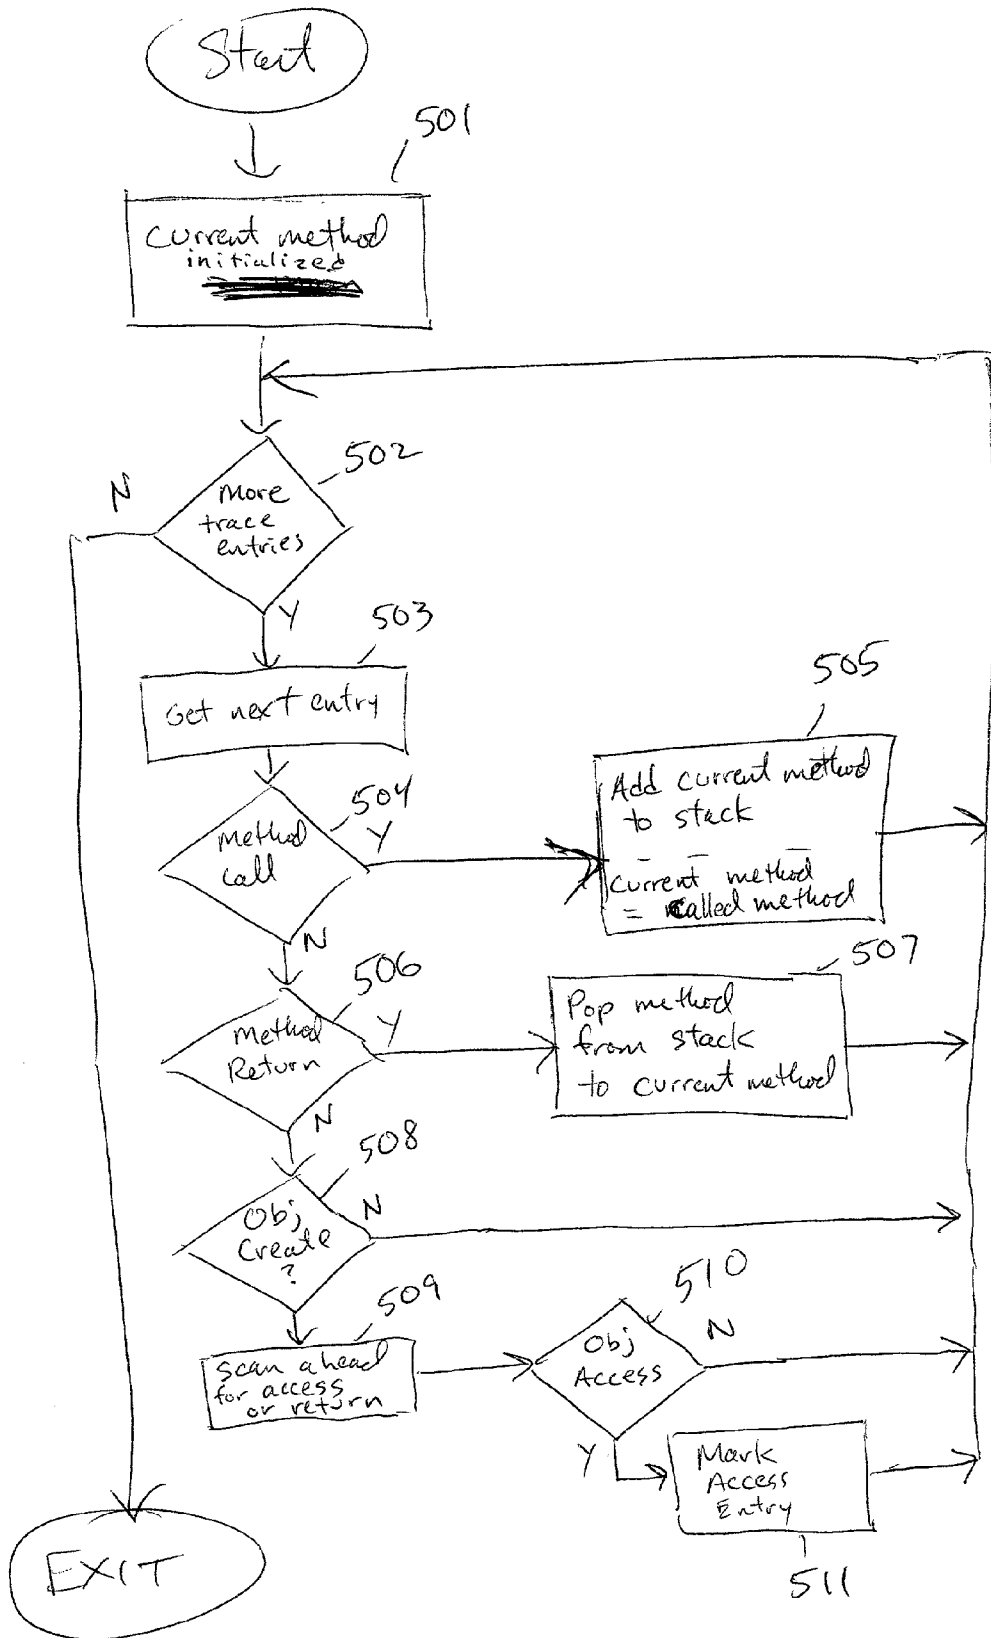 Start
501
Current method
initialized
502
N
More
trace
entries
Y
503
Get next entry
504
Method
Call
Y
505
Add current method
to stack
current method
= called method
N
506
Method
Return
Y
507
Pop method
from stack
to current method
N
508
Obj
Create
?
N
509
scan ahead
for access
or return
510
Obj
Access
N
Y
Mark
Access
Entry
511
EXIT